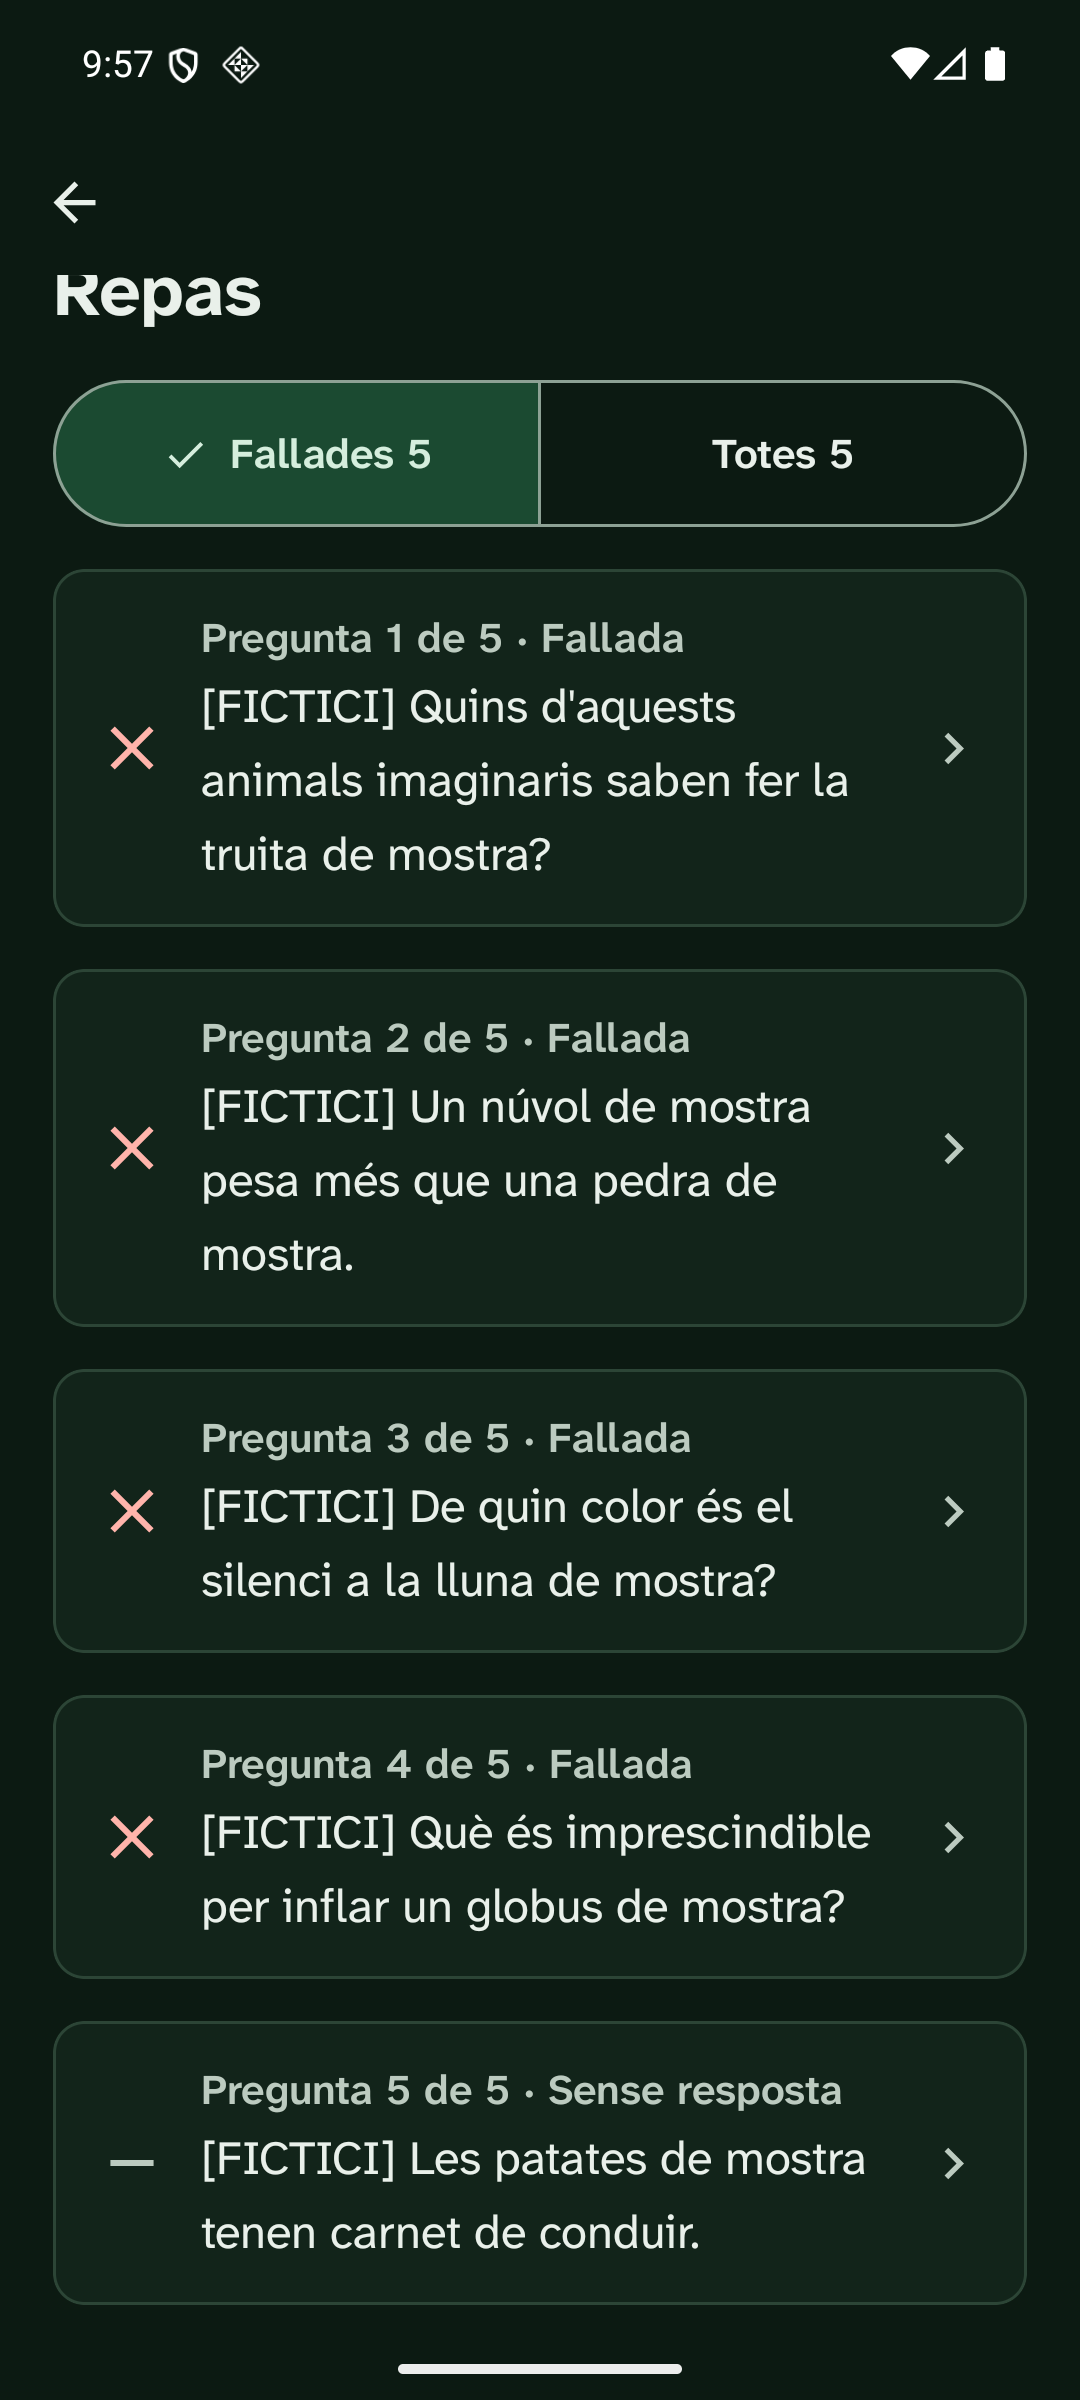 9:57
Repas
Fallades 5
Totes 5
Pregunta 1 de 5 · Fallada
[FICTICI] Quins d'aquests
animals imaginaris saben fer la
truita de mostra?
Pregunta 2 de 5 · Fallada
[FICTICI] Un núvol de mostra
pesa més que una pedra de
mostra.
Pregunta 3 de 5 · Fallada
[FICTICI] De quin color és el
silenci a la lluna de mostra?
Pregunta 4 de 5 · Fallada
[FICTICI] Què és imprescindible
per inflar un globus de mostra?
Pregunta 5 de 5 · Sense resposta
[FICTICI] Les patates de mostra
tenen carnet de conduir.